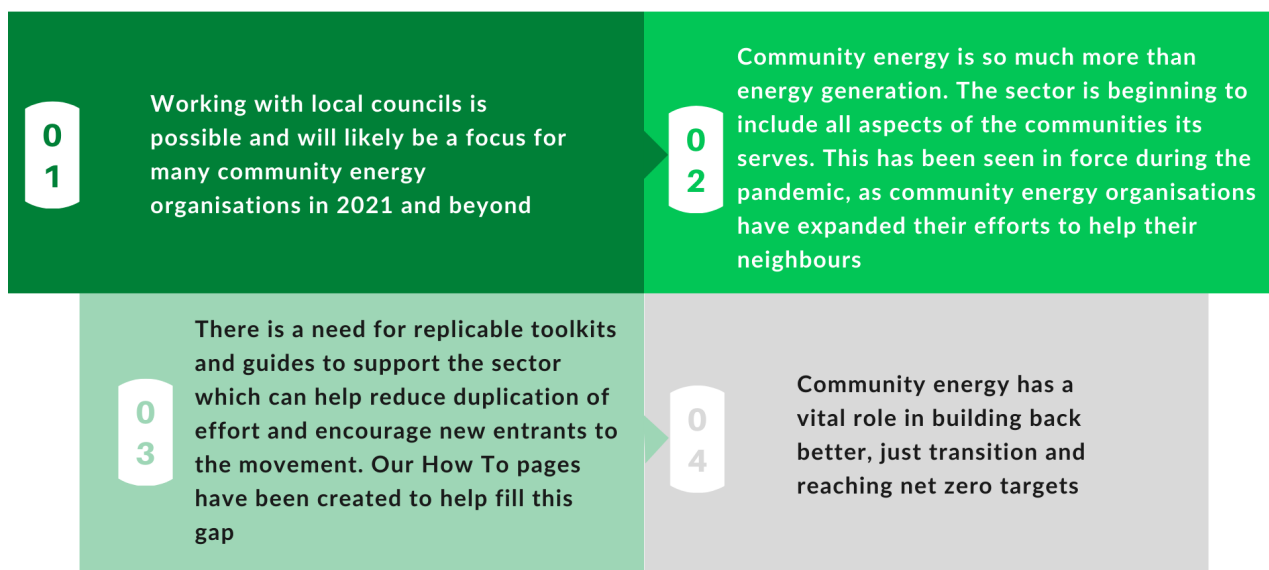 0
1
Working with local councils is
possible and will likely be a focus for
many community energy
organisations in 2021 and beyond
0
2
Community energy is so much more than
energy generation. The sector is beginning to
include all aspects of the communities its
serves. This has been seen in force during the
pandemic, as community energy organisations
have expanded their efforts to help their
neighbours
0
3
There is a need for replicable toolkits
and guides to support the sector
which can help reduce duplication of
effort and encourage new entrants to
the movement. Our How To pages
have been created to help fill this
gap
0
4
Community energy has a
vital role in building back
better, just transition and
reaching net zero targets